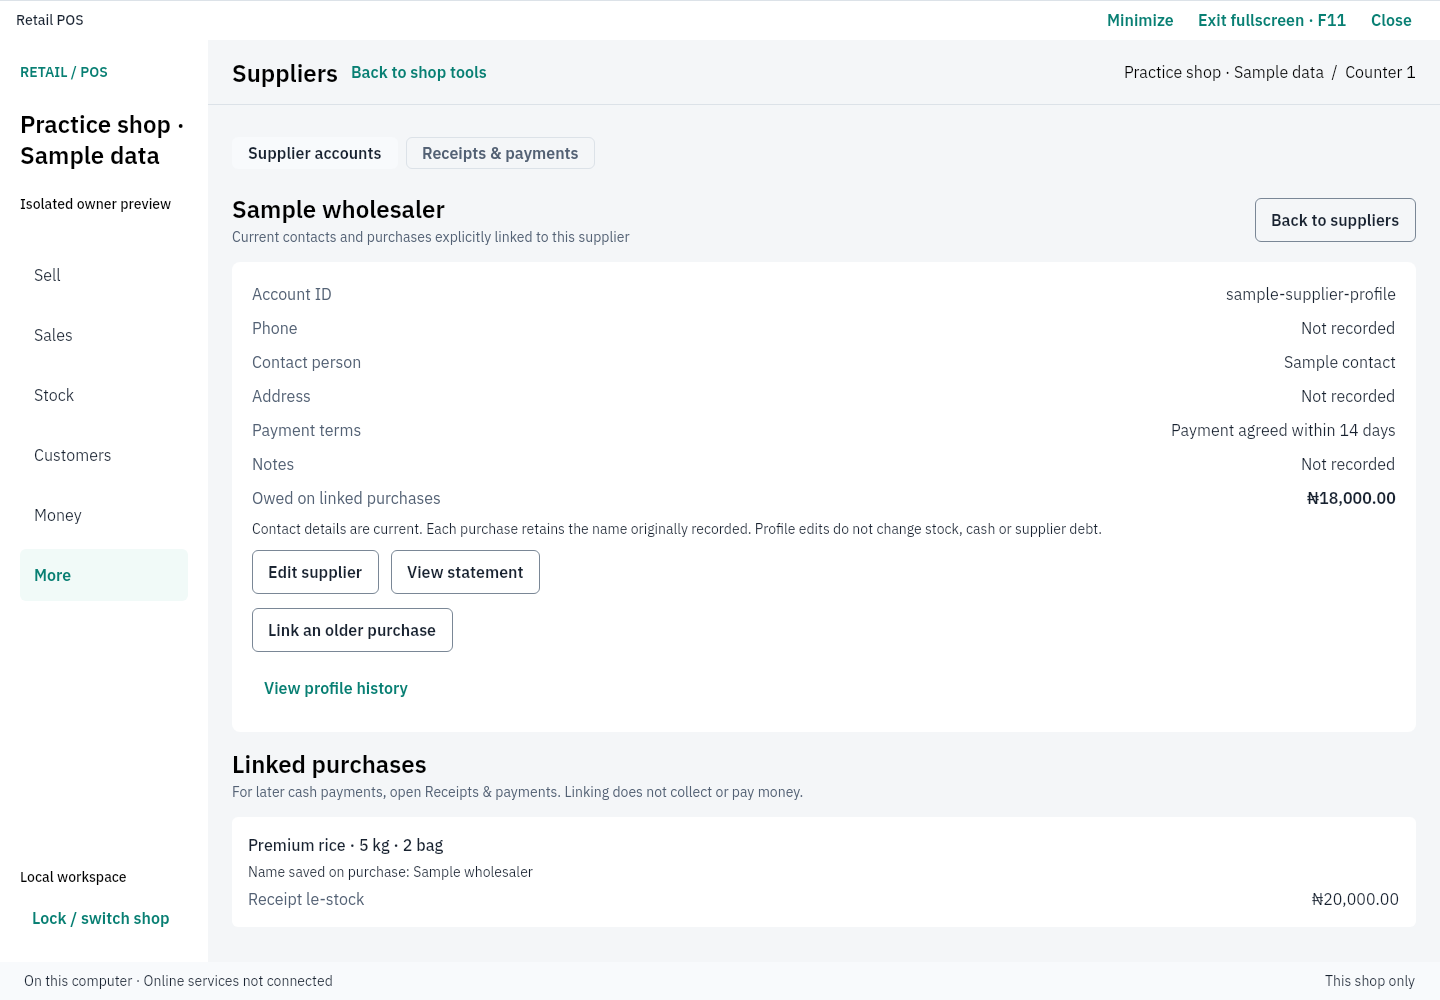 Retail POS
Minimize
Exit fullscreen · F11
Close
RETAIL / POS
Practice shop ·
Sample data
Isolated owner preview
Sell
Sales
Stock
Customers
Money
More
Local workspace
Lock / switch shop
Suppliers
Back to shop tools
Practice shop · Sample data / Counter 1
Supplier accounts
Receipts & payments
Sample wholesaler
Current contacts and purchases explicitly linked to this supplier
Back to suppliers
Account ID sample-supplier-profile
Phone Not recorded
Contact person Sample contact
Address Not recorded
Payment terms Payment agreed within 14 days
Notes Not recorded
Owed on linked purchases ₦18,000.00
Contact details are current. Each purchase retains the name originally recorded. Profile edits do not change stock, cash or supplier debt.
Edit supplier
View statement
Link an older purchase
View profile history
Linked purchases
For later cash payments, open Receipts & payments. Linking does not collect or pay money.
Premium rice · 5 kg · 2 bag
Name saved on purchase: Sample wholesaler
Receipt le-stock ₦20,000.00
On this computer · Online services not connected
This shop only